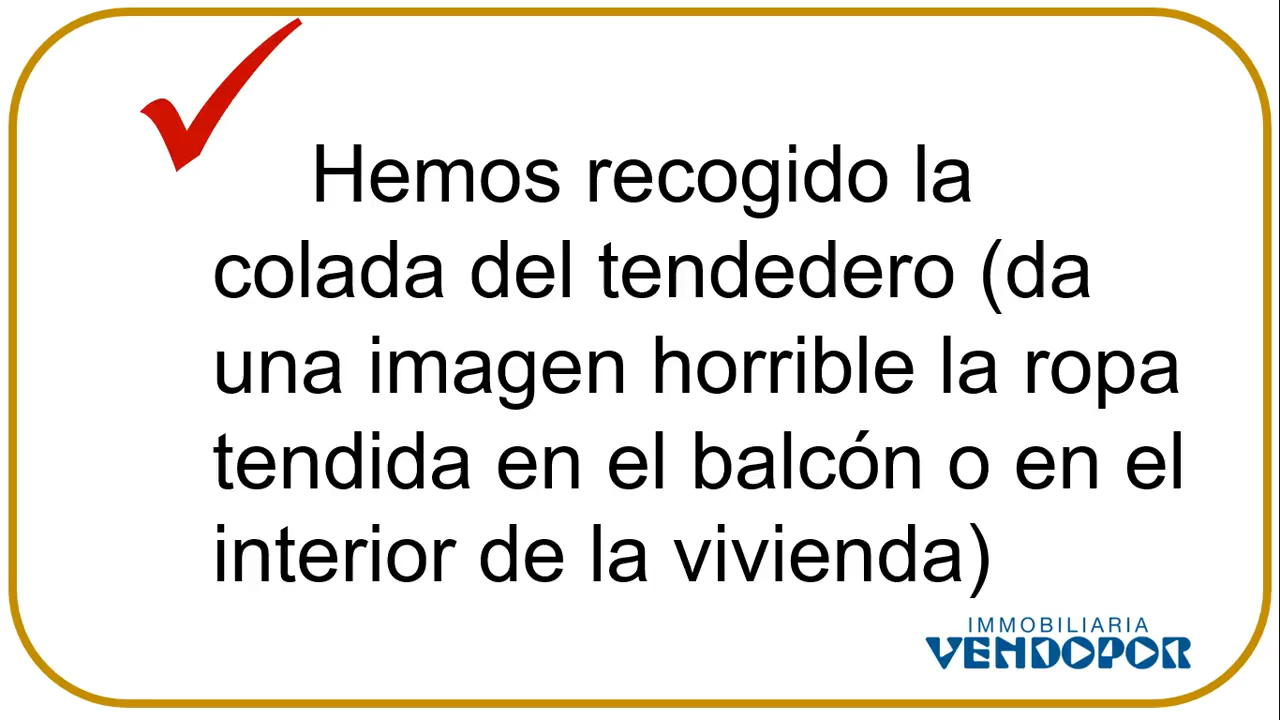 Hemos recogido la
colada del tendedero (da
una imagen horrible la ropa
tendida en el balcón o en el
interior de la vivienda)
IMMOBILIARIA
VENDOPOR